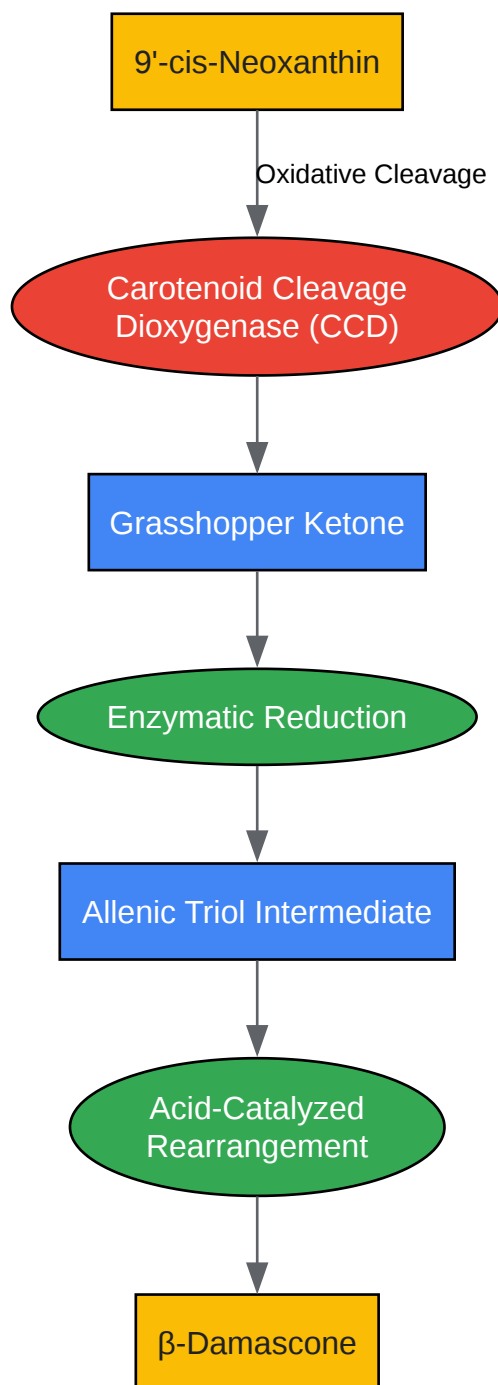 9'-cis-Neoxanthin
Oxidative Cleavage
Carotenoid Cleavage
Dioxygenase (CCD)
Grasshopper Ketone
Enzymatic Reduction
Allenic Triol Intermediate
Acid-Catalyzed
Rearrangement
β-Damascone